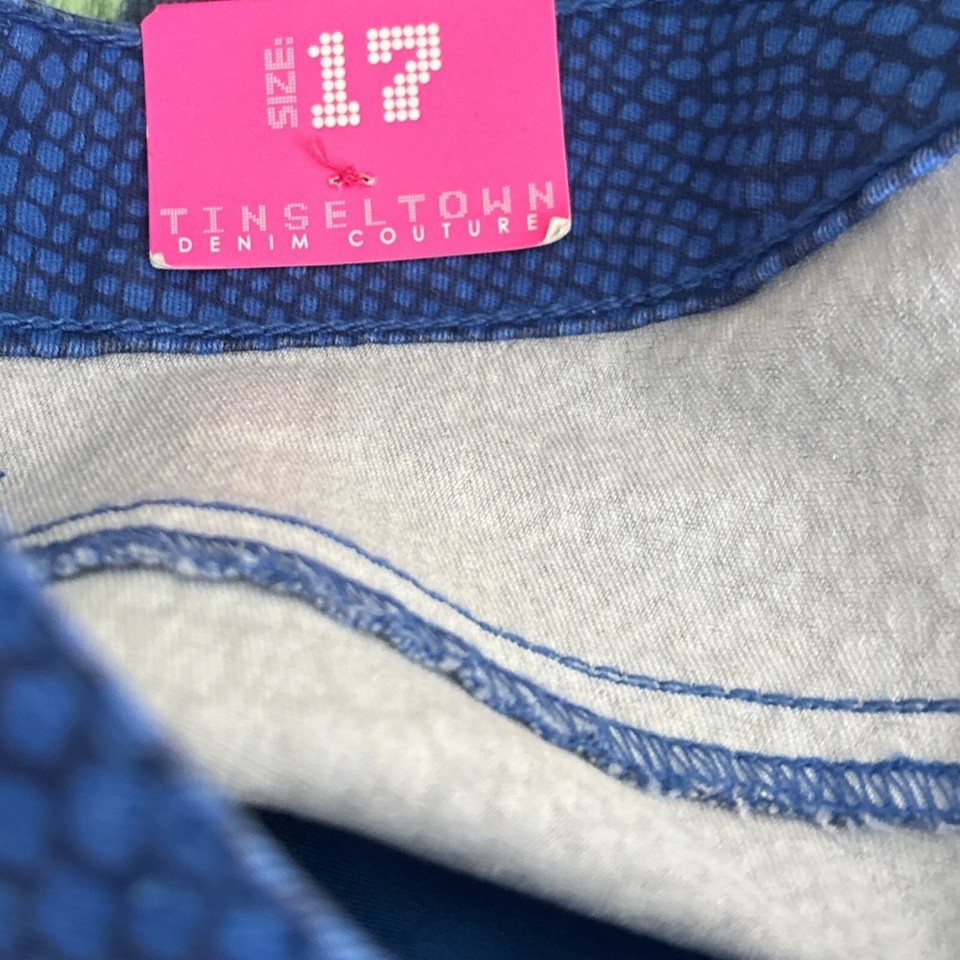 SIZE: 17
TINSELTOWN
DENIM COUTURE